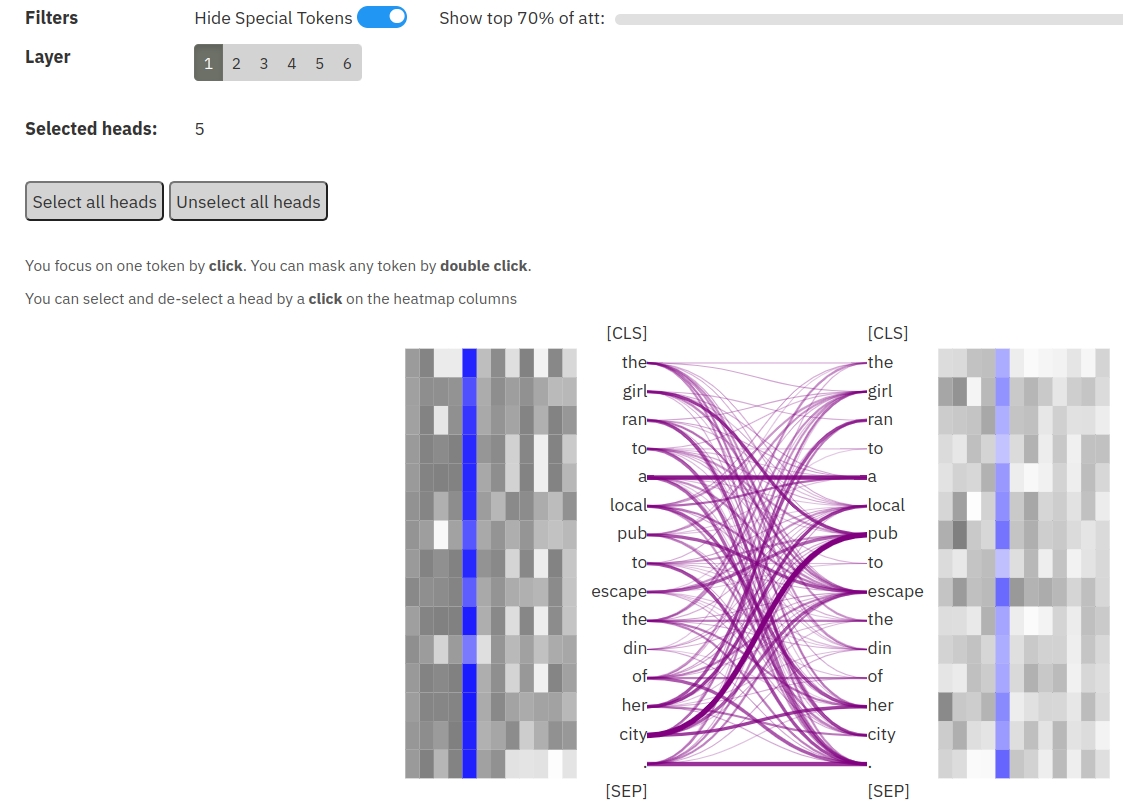 Filters Hide Special Tokens Show top 70% of att:
Layer 1 2 3 4 5 6
Selected heads: 5
Select all heads Unselect all heads
You focus on one token by click. You can mask any token by double click.
You can select and de-select a head by a click on the heatmap columns
[CLS] [CLS]
the the
girl girl
ran ran
to to
a a
local local
pub pub
to to
escape escape
the the
din din
of of
her her
city city
. .
[SEP] [SEP]